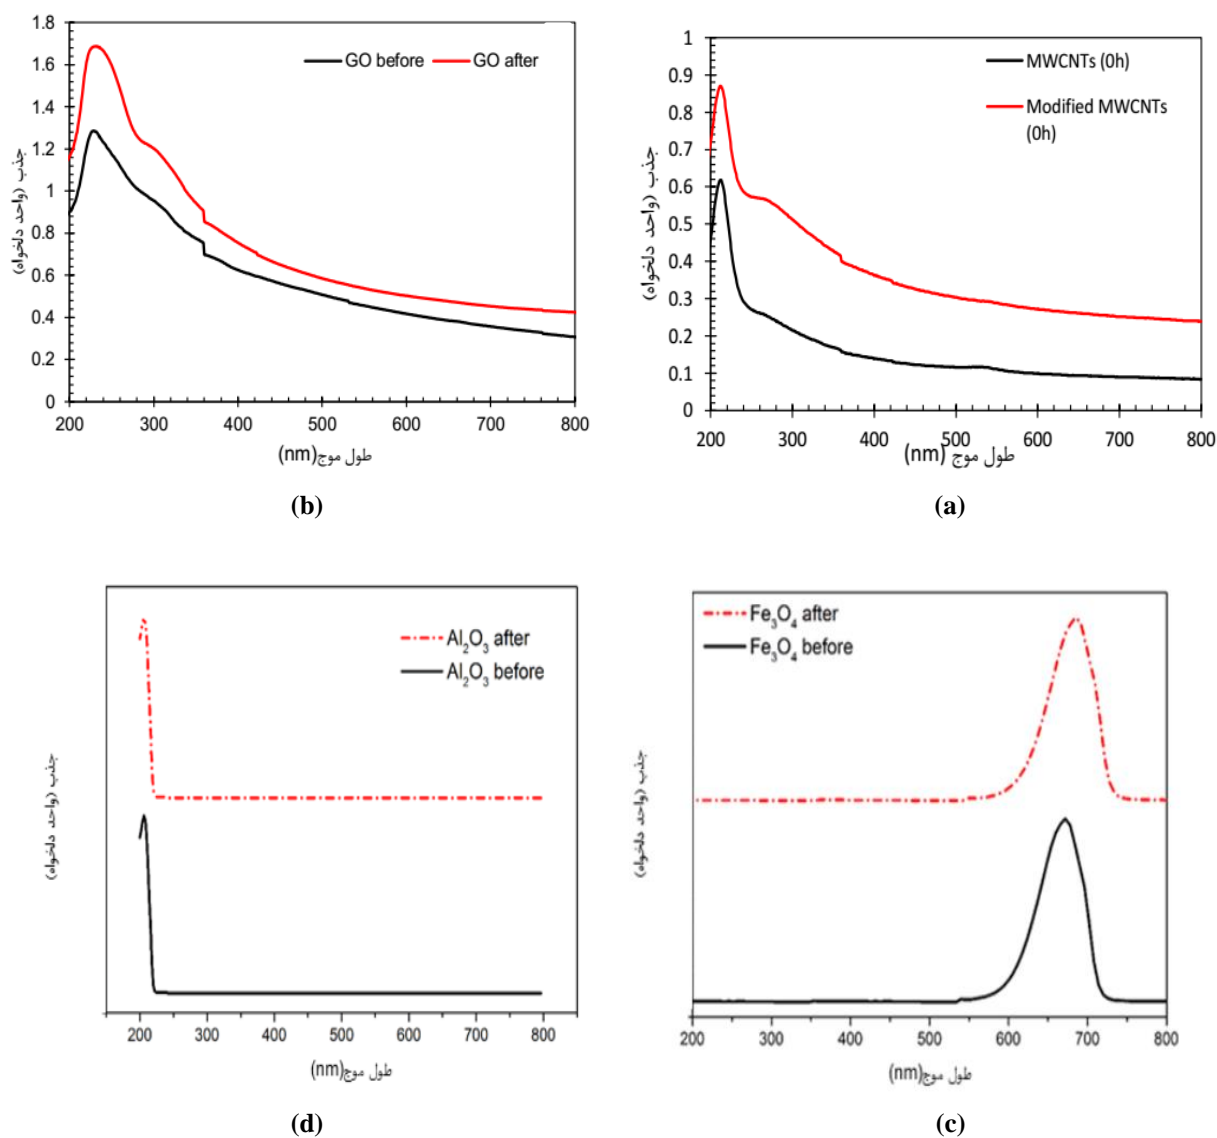 1.8
1.6
1.4
1.2
1
0.8
0.6
0.4
0.2
0
GO before GO after
جذب (واحد دلخواه)
200 300 400 500 600 700 800
طول موج(nm)
(b)
1
0.9
0.8
0.7
0.6
0.5
0.4
0.3
0.2
0.1
0
MWCNTs (0h)
Modified MWCNTs
(0h)
جذب (واحد دلخواه)
200 300 400 500 600 700 800
طول موج (nm)
(a)
Al₂O₃ after
Al₂O₃ before
جذب (واحد دلخواه)
200 300 400 500 600 700 800
طول موج(nm)
(d)
Fe₃O₄ after
Fe₃O₄ before
جذب (واحد دلخواه)
200 300 400 500 600 700 800
طول موج(nm)
(c)